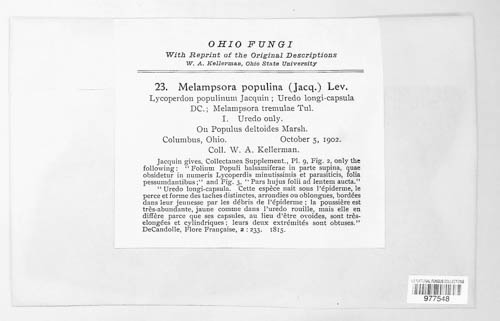 OHIO FUNGI
With Reprint of the Original Descriptions
W. A. Kellerman, Ohio State University
23. Melampsora populina (Jacq.) Lev.
Lycoperdon populinum Jacquin; Uredo longi-capsula
DC.; Melampsora tremulae Tul.
I. Uredo only.
On Populus deltoides Marsh.
Columbus, Ohio. October 5, 1902.
Coll. W. A. Kellerman.
Jacquin gives, Collectanea Supplement., Pl. 9, Fig. 2, only the
following: "Folium Populi balsamiferae in parte supina, quae
obsidetur in numeris Lycoperdis minutissimis et parasiticis, folia
pessumdantibus;" and Fig. 3, "Pars hujus folii ad lentem aucta."
"Uredo longi-capsula. Cette espèce nait sous l'épiderme, le
perce et forme des taches distinctes, arrondies ou oblongues, bordées
dans leur jeunesse par les débris de l'épiderme; la poussière est
très-abundante, jaune comme dans l'uredo rouille, mais elle en
diffère parce que ses capsules, au lieu d'être ovoïdes, sont très-
elongées et cylindriques; leurs deux extrémités sont obtuses."
DeCandolle, Flore Française, 2: 233. 1815.
US NATIONAL FUNGUS COLLECTIONS
977548